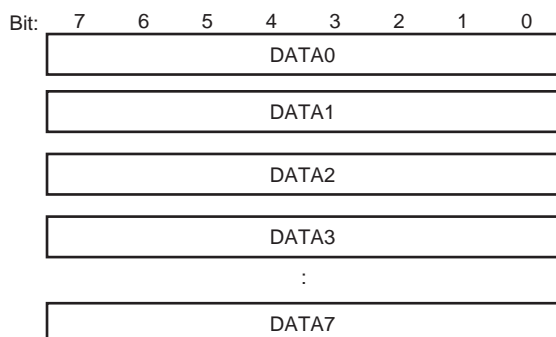 Bit: 7 6 5 4 3 2 1 0
DATA0
DATA1
DATA2
DATA3
:
DATA7